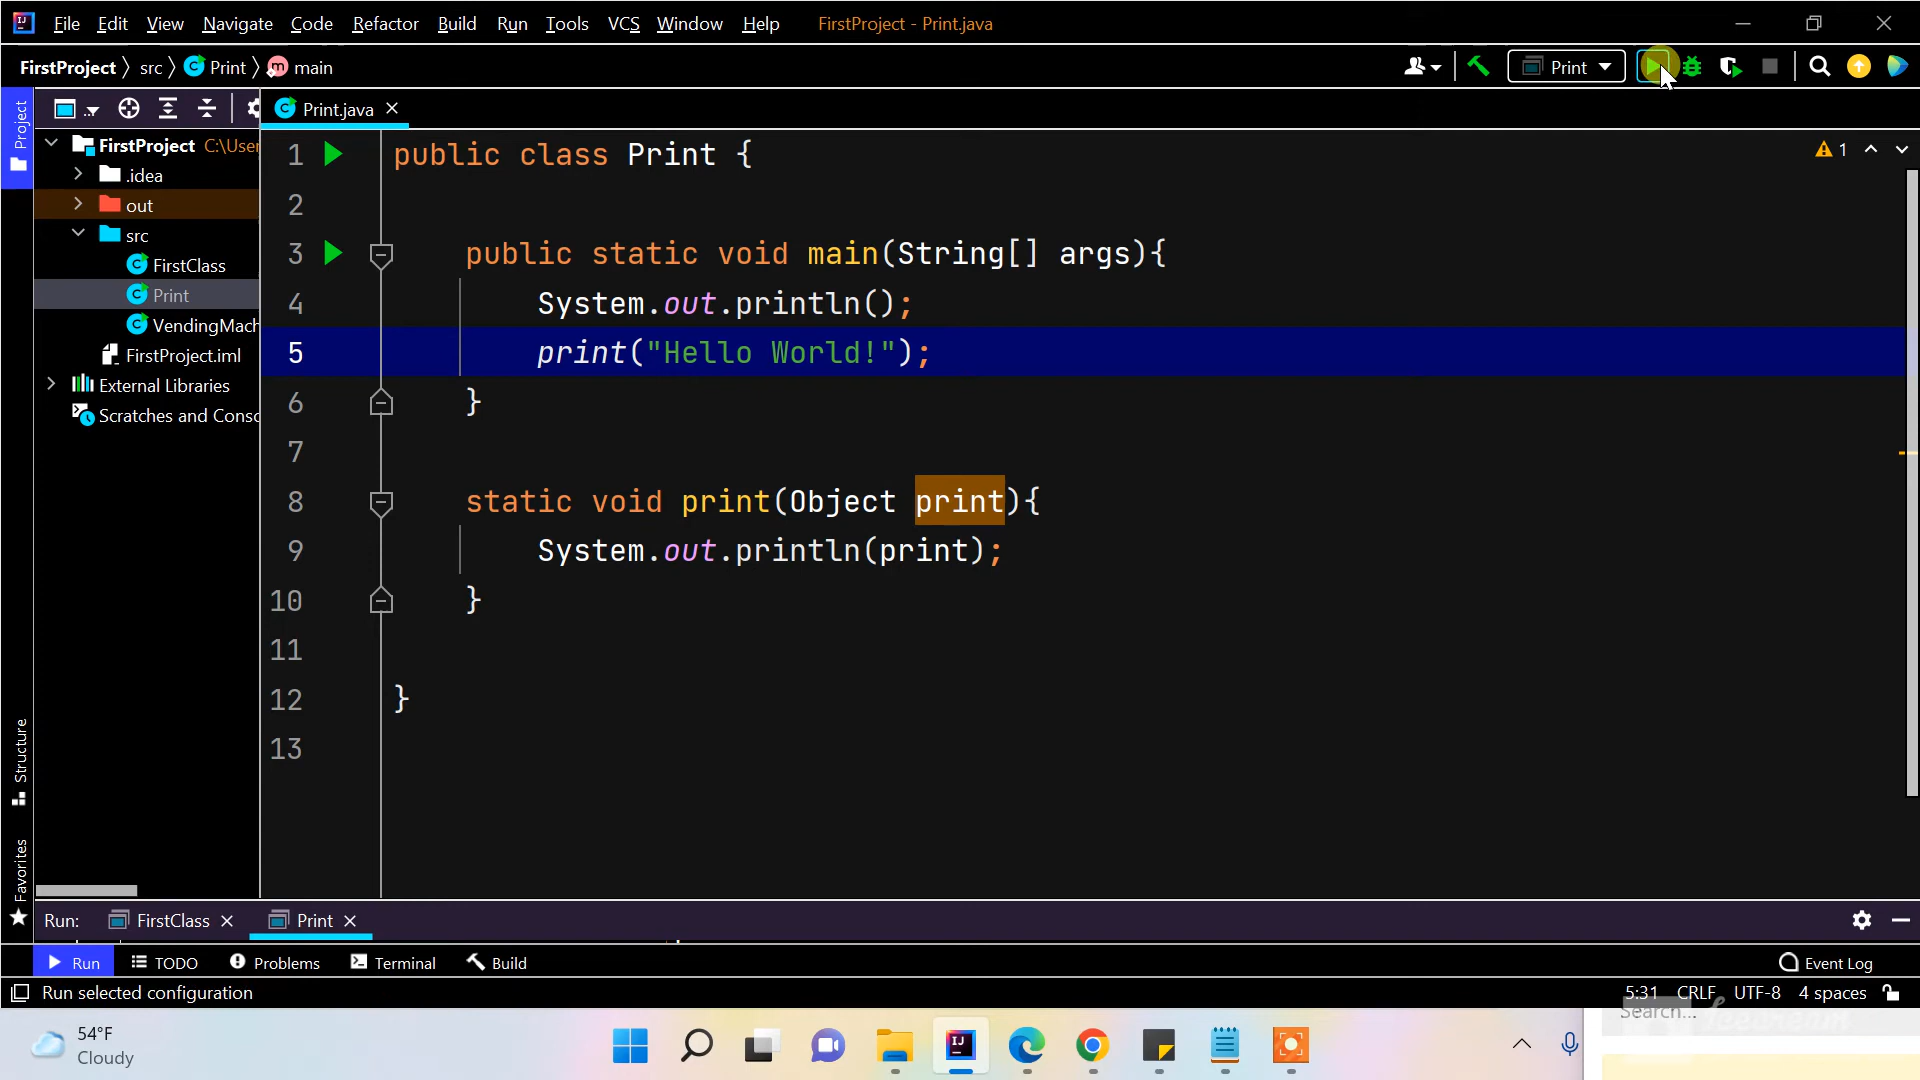 File Edit View Navigate Code Refactor Build Run Tools VCS Window Help FirstProject - Print.java
FirstProject src Print main Print
Project
Print.java
FirstProject C:\User
.idea
out
src
FirstClass
Print
VendingMach
FirstProject.iml
External Libraries
Scratches and Conso
1 public class Print {
2
3 public static void main(String[] args){
4 System.out.println();
5 print("Hello World!");
6 }
7
8 static void print(Object print){
9 System.out.println(print);
10 }
11
12 }
13
1
Structure
Favorites
Run: FirstClass Print
Run TODO Problems Terminal Build Event Log
Run selected configuration 5:31 CRLF UTF-8 4 spaces
Search...
Icecream
54°F
Cloudy